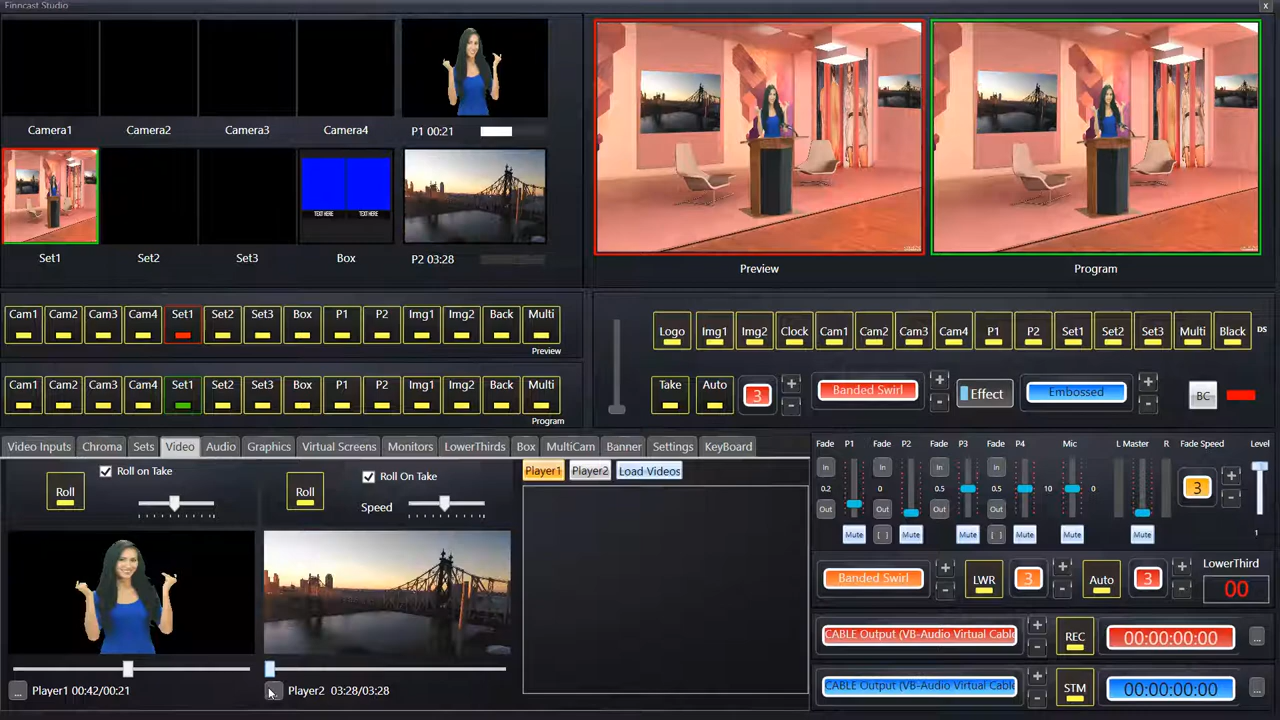 Finncast Studio
x
Camera1 Camera2 Camera3 Camera4 P1 00:21
TEXT HERE TEXT HERE
Set1 Set2 Set3 Box P2 03:28
Preview Program
Cam1 Cam2 Cam3 Cam4 Set1 Set2 Set3 Box P1 P2 Img1 Img2 Back Multi
Preview
Logo Img1 Img2 Clock Cam1 Cam2 Cam3 Cam4 P1 P2 Set1 Set2 Set3 Multi Black DS
Cam1 Cam2 Cam3 Cam4 Set1 Set2 Set3 Box P1 P2 Img1 Img2 Back Multi
Program
Take Auto 3 + - Banded Swirl + - Effect Embossed + - BC
Video Inputs Chroma Sets Video Audio Graphics Virtual Screens Monitors LowerThirds Box MultiCam Banner Settings KeyBoard
Roll Roll on Take
Roll Roll On Take
Speed
Player1 Player2 Load Videos
Fade P1 Fade P2 Fade P3 Fade P4 Mic L Master R Fade Speed Level
In In In In
0.2 0 0.5 0.5 10 0 3 + -
Out Out Out Out
1
Mute [ ] Mute Mute [ ] Mute Mute Mute
Banded Swirl + - LWR 3 + - Auto 3 + - LowerThird
00
CABLE Output (VB-Audio Virtual Cable + - REC 00:00:00:00 ...
CABLE Output (VB-Audio Virtual Cable + - STM 00:00:00:00 ...
... Player1 00:42/00:21 Player2 03:28/03:28